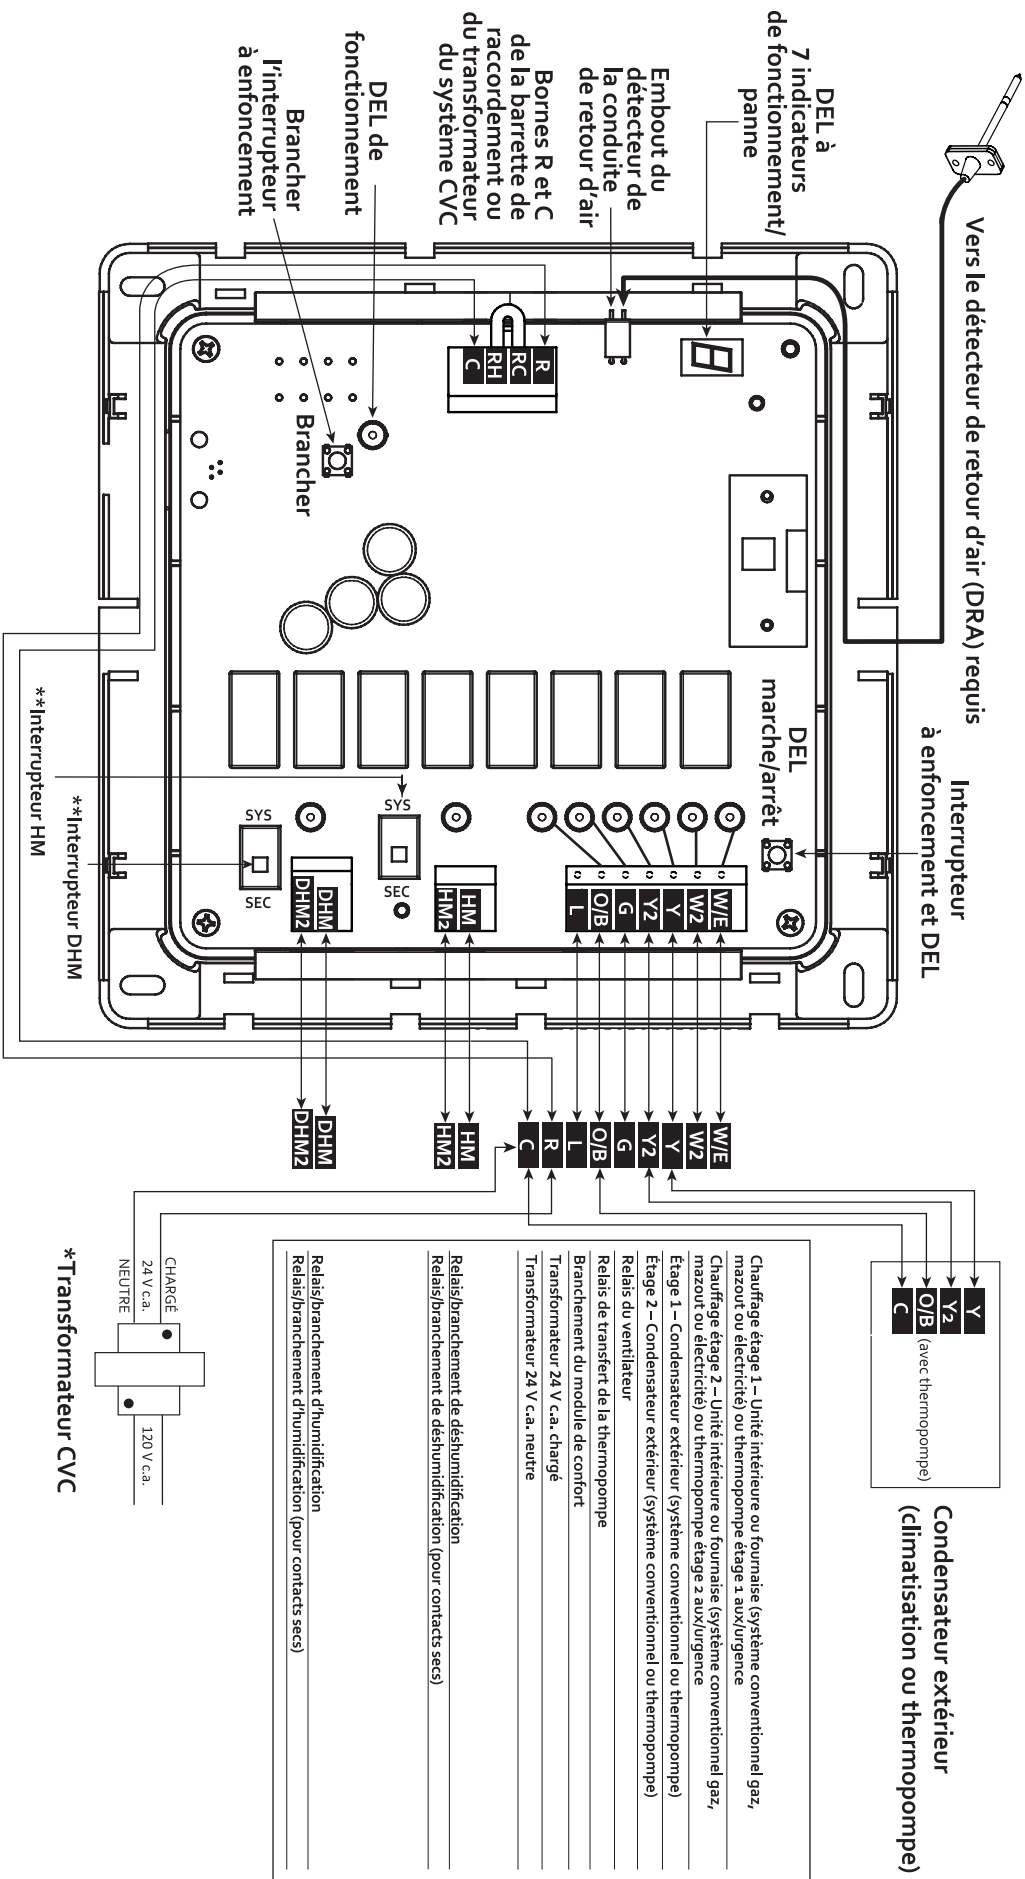 Vers le détecteur de retour d'air (DRA) requis
DEL à
7 indicateurs
de fonctionnement/
panne
Embout du
détecteur de
la conduite
de retour d'air
Bornes R et C
de la barrette de
raccordement ou
du transformateur
du système CVC
DEL de
fonctionnement
Brancher
l'interrupteur
à enfoncement
R
RC
RH
C
Brancher
Interrupteur
à enfoncement et DEL
DEL
marche/arrêt
W/E
W2
Y
Y2
G
O/B
L
HM
HM2
DHM
DHM2
SYS
SEC
SYS
SEC
**Interrupteur HM
**Interrupteur DHM
W/E
W2
Y
Y2
G
O/B
L
R
C
HM
HM2
DHM
DHM2
Y
Y2
O/B
C
(avec thermopompe)
Condensateur extérieur
(climatisation ou thermopompe)
Chauffage étage 1 – Unité intérieure ou fournaise (système conventionnel gaz,
mazout ou électricité) ou thermopompe étage 1 aux/urgence
Chauffage étage 2 – Unité intérieure ou fournaise (système conventionnel gaz,
mazout ou électricité) ou thermopompe étage 2 aux/urgence
Étage 1 – Condensateur extérieur (système conventionnel ou thermopompe)
Étage 2 – Condensateur extérieur (système conventionnel ou thermopompe)
Relais du ventilateur
Relais de transfert de la thermopompe
Branchement du module de confort
Transformateur 24 V c.a. chargé
Transformateur 24 V c.a. neutre
Relais/branchement de déshumidification
Relais/branchement de déshumidification (pour contacts secs)
Relais/branchement d'humidification
Relais/branchement d'humidification (pour contacts secs)
CHARGÉ
24 V c.a.
NEUTRE
120 V c.a.
*Transformateur CVC